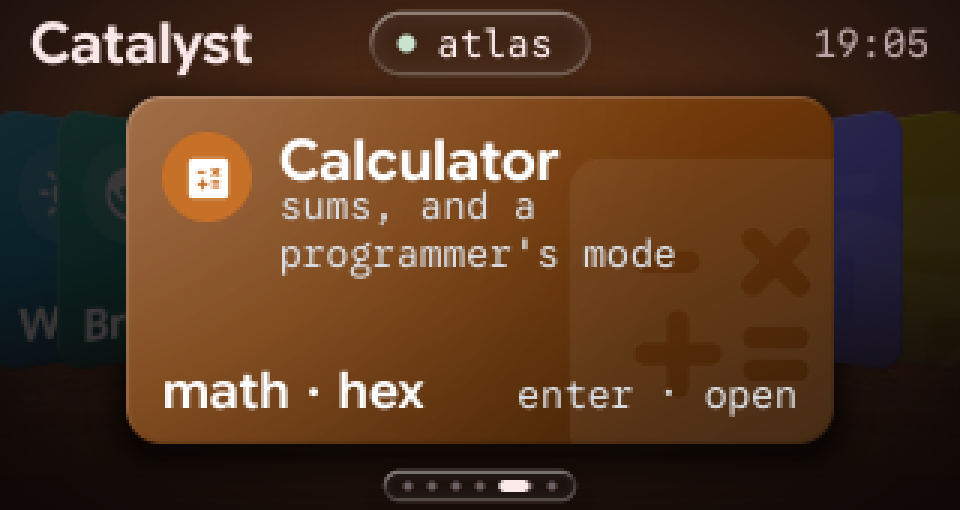 Catalyst
atlas
19:05
Calculator
sums, and a
programmer's mode
W
Br
math · hex
enter · open